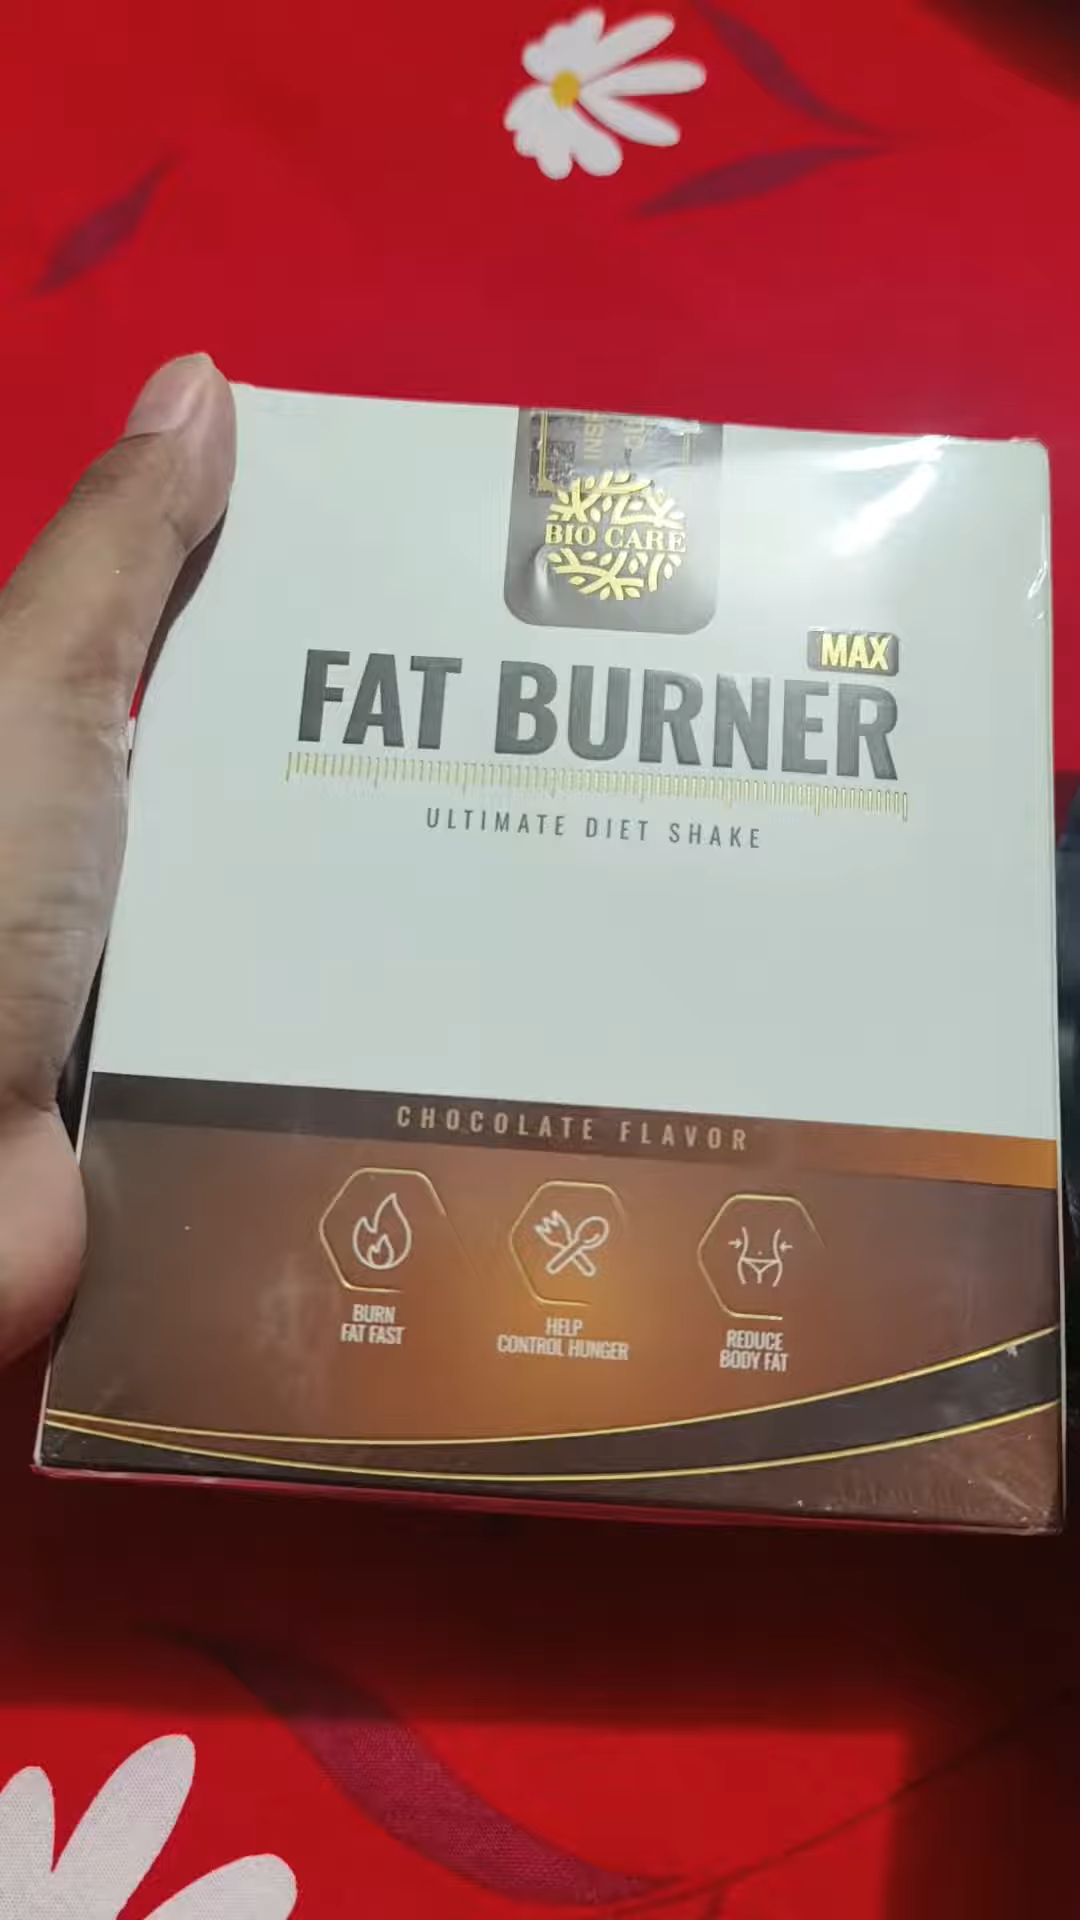 BIO CARE
MAX
FAT BURNER
ULTIMATE DIET SHAKE
CHOCOLATE FLAVOR
BURN
FAT FAST
HELP
CONTROL HUNGER
REDUCE
BODY FAT